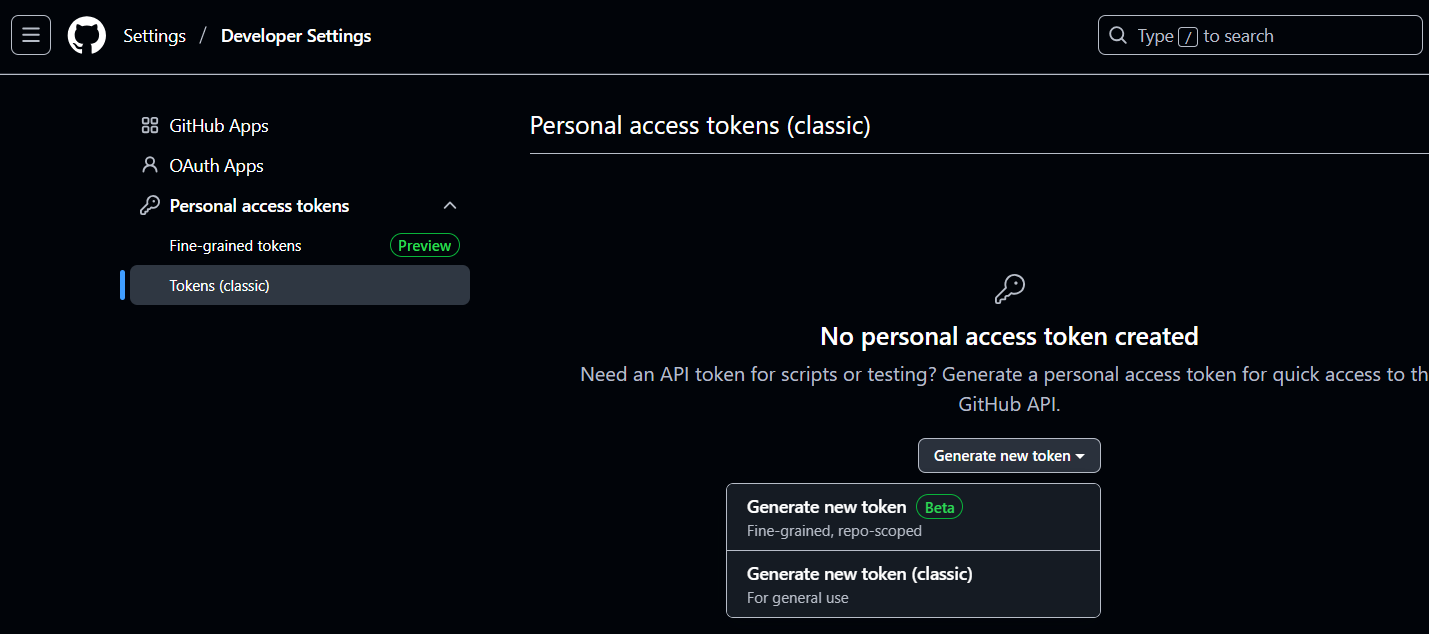 Settings / Developer Settings
Type / to search
GitHub Apps
OAuth Apps
Personal access tokens
Fine-grained tokens Preview
Tokens (classic)
Personal access tokens (classic)
No personal access token created
Need an API token for scripts or testing? Generate a personal access token for quick access to th
GitHub API.
Generate new token
Generate new token Beta
Fine-grained, repo-scoped
Generate new token (classic)
For general use